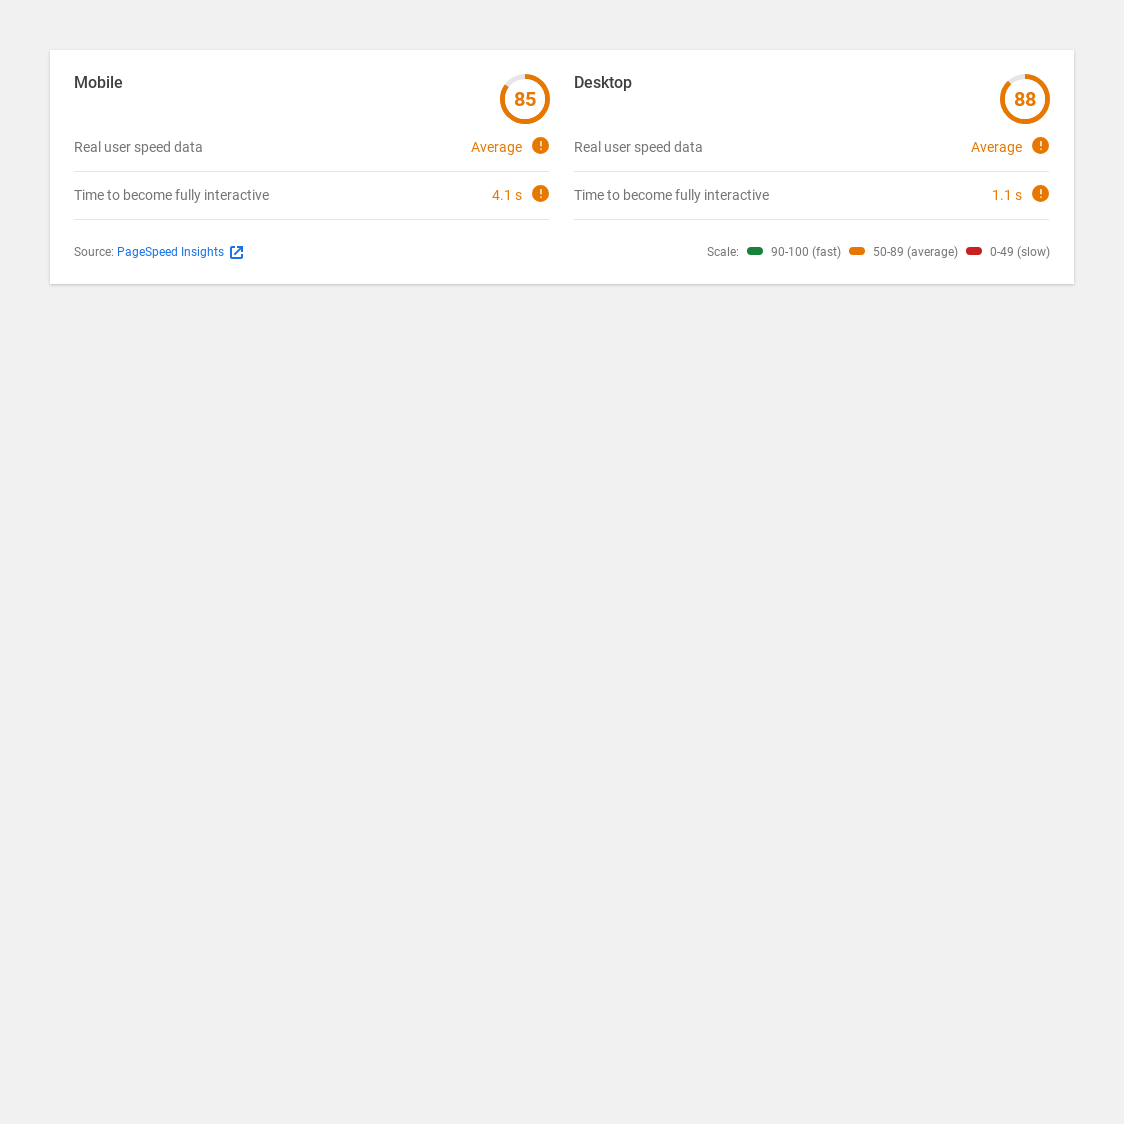 Mobile
85
Real user speed data Average
Time to become fully interactive 4.1 s
Desktop
88
Real user speed data Average
Time to become fully interactive 1.1 s
Source: PageSpeed Insights
Scale: 90-100 (fast) 50-89 (average) 0-49 (slow)